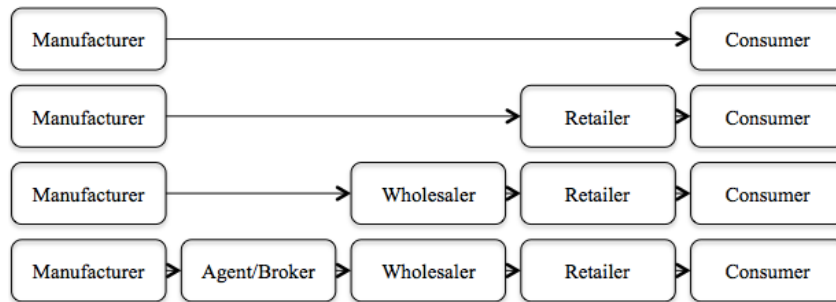 Manufacturer Consumer
Manufacturer Retailer Consumer
Manufacturer Wholesaler Retailer Consumer
Manufacturer Agent/Broker Wholesaler Retailer Consumer